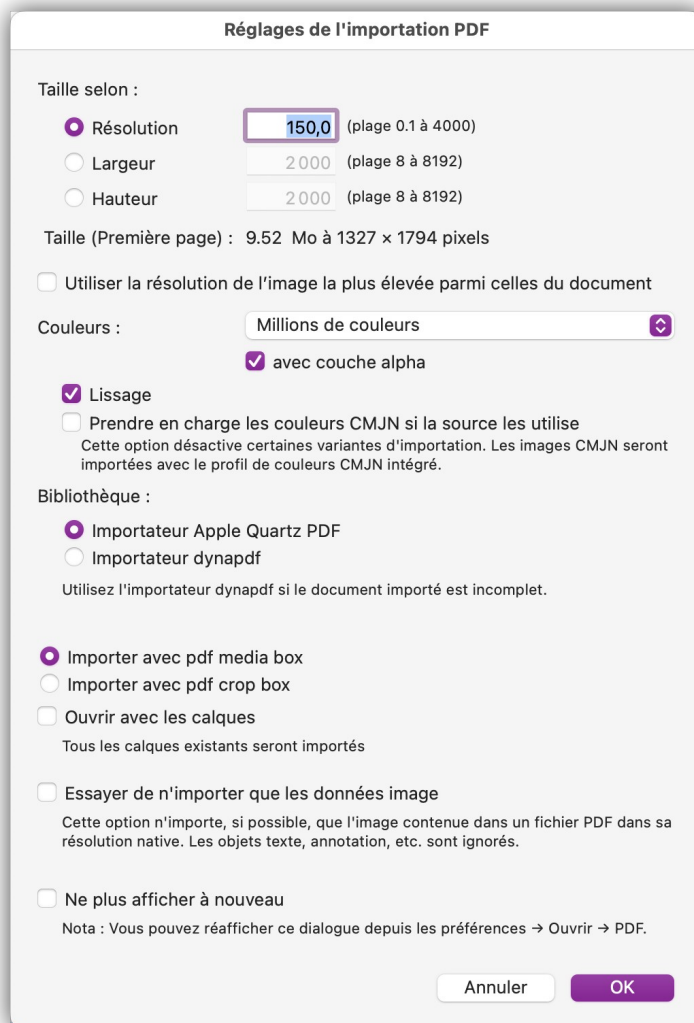 Réglages de l'importation PDF
Taille selon :
Résolution 150,0 (plage 0.1 à 4000)
Largeur 2 000 (plage 8 à 8192)
Hauteur 2 000 (plage 8 à 8192)
Taille (Première page) : 9.52 Mo à 1327 × 1794 pixels
Utiliser la résolution de l’image la plus élevée parmi celles du document
Couleurs : Millions de couleurs
avec couche alpha
Lissage
Prendre en charge les couleurs CMJN si la source les utilise
Cette option désactive certaines variantes d'importation. Les images CMJN seront
importées avec le profil de couleurs CMJN intégré.
Bibliothèque :
Importateur Apple Quartz PDF
Importateur dynapdf
Utilisez l'importateur dynapdf si le document importé est incomplet.
Importer avec pdf media box
Importer avec pdf crop box
Ouvrir avec les calques
Tous les calques existants seront importés
Essayer de n'importer que les données image
Cette option n'importe, si possible, que l'image contenue dans un fichier PDF dans sa
résolution native. Les objets texte, annotation, etc. sont ignorés.
Ne plus afficher à nouveau
Nota : Vous pouvez réafficher ce dialogue depuis les préférences → Ouvrir → PDF.
Annuler OK